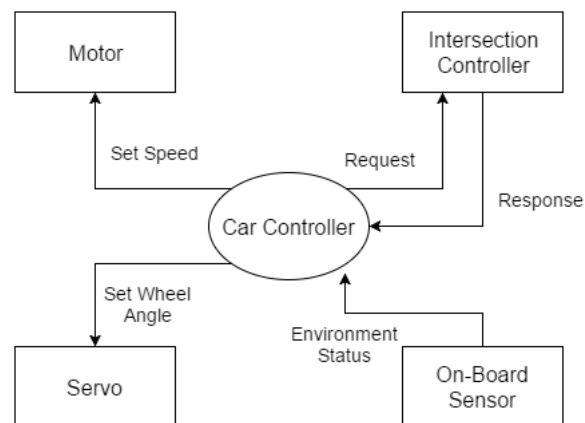 Motor
Intersection
Controller
Set Speed
Request
Response
Car Controller
Set Wheel
Angle
Environment
Status
Servo
On-Board
Sensor